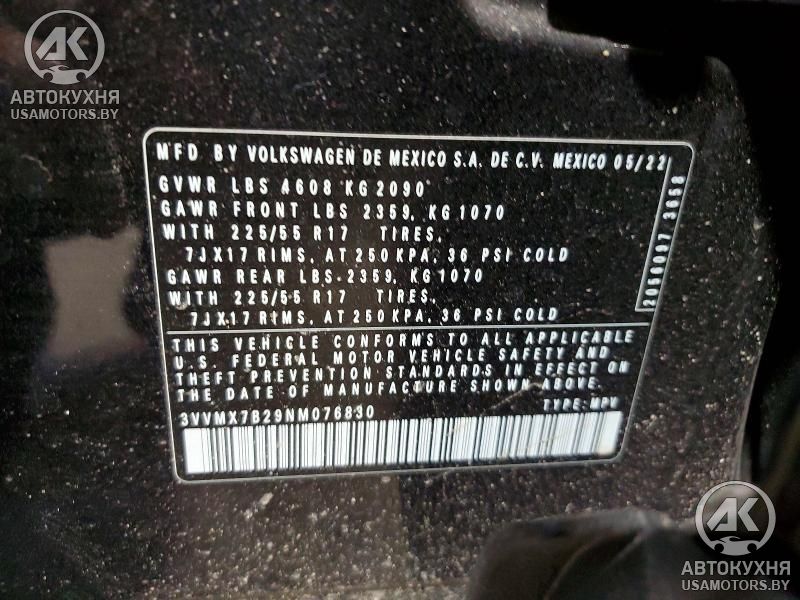 АК
АВТОКУХНЯ
USAMOTORS.BY
MFD BY VOLKSWAGEN DE MEXICO S.A. DE C.V. MEXICO 05/22
GVWR LBS 4608 KG 2090
GAWR FRONT LBS 2359, KG 1070
WITH 225/55 R17 TIRES,
7JX17 RIMS, AT 250 KPA, 36 PSI COLD
GAWR REAR LBS 2359, KG 1070
WITH 225/55 R17 TIRES,
7JX17 RIMS, AT 250 KPA, 36 PSI COLD
THIS VEHICLE CONFORMS TO ALL APPLICABLE
U.S. FEDERAL MOTOR VEHICLE SAFETY AND
THEFT PREVENTION STANDARDS IN EFFECT ON
THE DATE OF MANUFACTURE SHOWN ABOVE.
3VVMX7B29NM076830 TYPE: MPV
2056097 3658
АК
АВТОКУХНЯ
USAMOTORS.BY